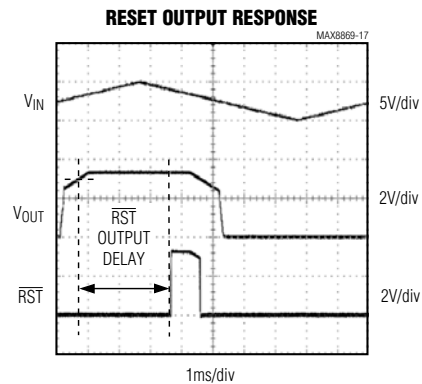 RESET OUTPUT RESPONSE
MAX8869-17
VIN
5V/div
2V/div
VOUT
RST
OUTPUT
DELAY
RST
2V/div
1ms/div